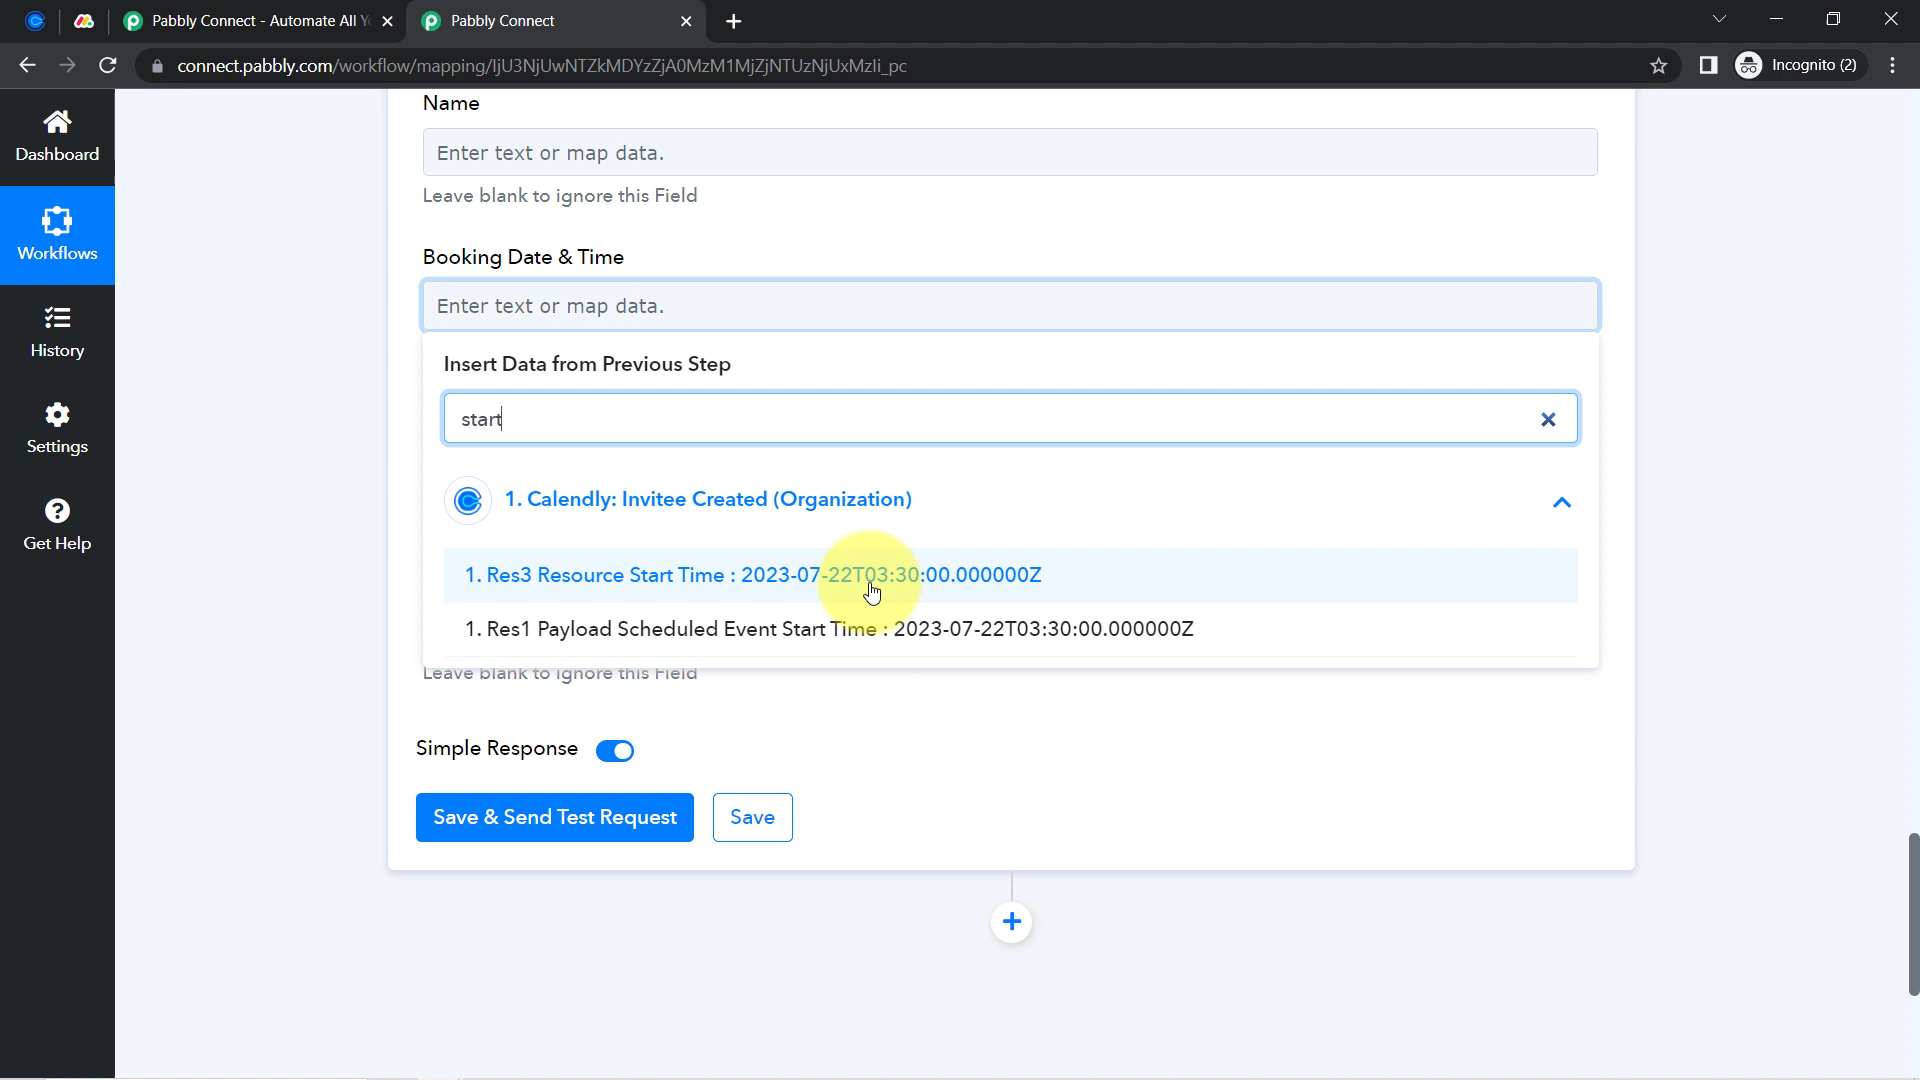 Pabbly Connect - Automate All Y
Pabbly Connect
connect.pabbly.com/workflow/mapping/IjU3NjUwNTZkMDYzZjA0MzM1MjZjNTUzNjUxMzIi_pc
Incognito (2)
Dashboard
Workflows
History
Settings
Get Help
Name
Enter text or map data.
Leave blank to ignore this Field
Booking Date & Time
Enter text or map data.
Insert Data from Previous Step
start
1. Calendly: Invitee Created (Organization)
1. Res3 Resource Start Time : 2023-07-22T03:30:00.000000Z
1. Res1 Payload Scheduled Event Start Time : 2023-07-22T03:30:00.000000Z
Leave blank to ignore this Field
Simple Response
Save & Send Test Request
Save